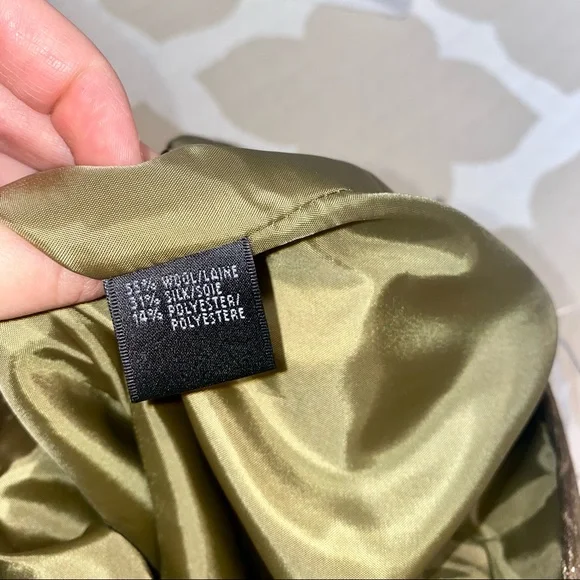 55% WOOL/LAINE
31% SILK/SOIE
14% POLYESTER/
POLYESTERE